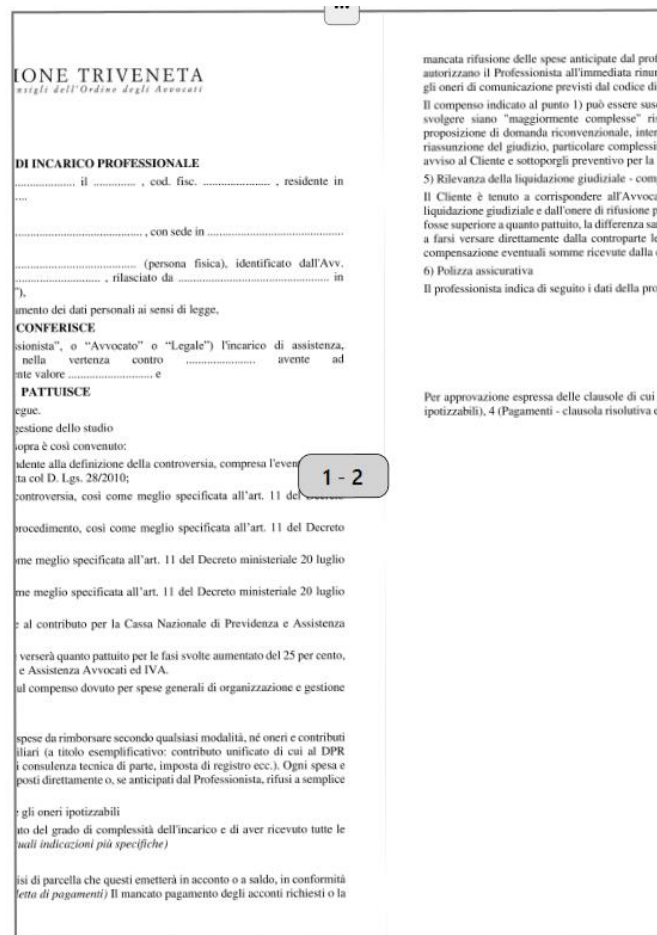 IONE TRIVENETA
nsigli dell'Ordine degli Avvocati
DI INCARICO PROFESSIONALE
il , cod. fisc. , residente in
, con sede in
(persona fisica), identificato dall'Avv.
, rilasciato da in
"),
amento dei dati personali ai sensi di legge,
CONFERISCE
ssionista", o "Avvocato" o "Legale") l'incarico di assistenza,
nella vertenza contro avente ad
nte valore e
PATTUISCE
egue.
gestione dello studio
sopra è così convenuto:
ndente alla definizione della controversia, compresa l'even
ta col D. Lgs. 28/2010;
controversia, così come meglio specificata all'art. 11 del
procedimento, così come meglio specificata all'art. 11 del Decreto
me meglio specificata all'art. 11 del Decreto ministeriale 20 luglio
me meglio specificata all'art. 11 del Decreto ministeriale 20 luglio
e al contributo per la Cassa Nazionale di Previdenza e Assistenza
verserà quanto pattuito per le fasi svolte aumentato del 25 per cento,
e Assistenza Avvocati ed IVA.
ul compenso dovuto per spese generali di organizzazione e gestione
spese da rimborsare secondo qualsiasi modalità, né oneri e contributi
iliari (a titolo esemplificativo: contributo unificato di cui al DPR
i consulenza tecnica di parte, imposta di registro ecc.). Ogni spesa e
posti direttamente o, se anticipati dal Professionista, rifusi a semplice
e gli oneri ipotizzabili
ato del grado di complessità dell'incarico e di aver ricevuto tutte le
tuali indicazioni più specifiche)
isi di parcella che questi emetterà in acconto o a saldo, in conformità
letta di pagamenti) Il mancato pagamento degli acconti richiesti o la
1 - 2
mancata rifusione delle spese anticipate dal prof
autorizzano il Professionista all'immediata rinun
gli oneri di comunicazione previsti dal codice di
Il compenso indicato al punto 1) può essere susc
svolgere siano "maggiormente complesse" ri
proposizione di domanda riconvenzionale, inter
riassunzione del giudizio, particolare complessi
avviso al Cliente e sottoporgli preventivo per la
5) Rilevanza della liquidazione giudiziale - com
Il Cliente è tenuto a corrispondere all'Avvoca
liquidazione giudiziale e dall'onere di rifusione p
fosse superiore a quanto pattuito, la differenza sa
a farsi versare direttamente dalla controparte le
compensazione eventuali somme ricevute dalla
6) Polizza assicurativa
Il professionista indica di seguito i dati della pro
Per approvazione espressa delle clausole di cui
ipotizzabili), 4 (Pagamenti - clausola risolutiva e